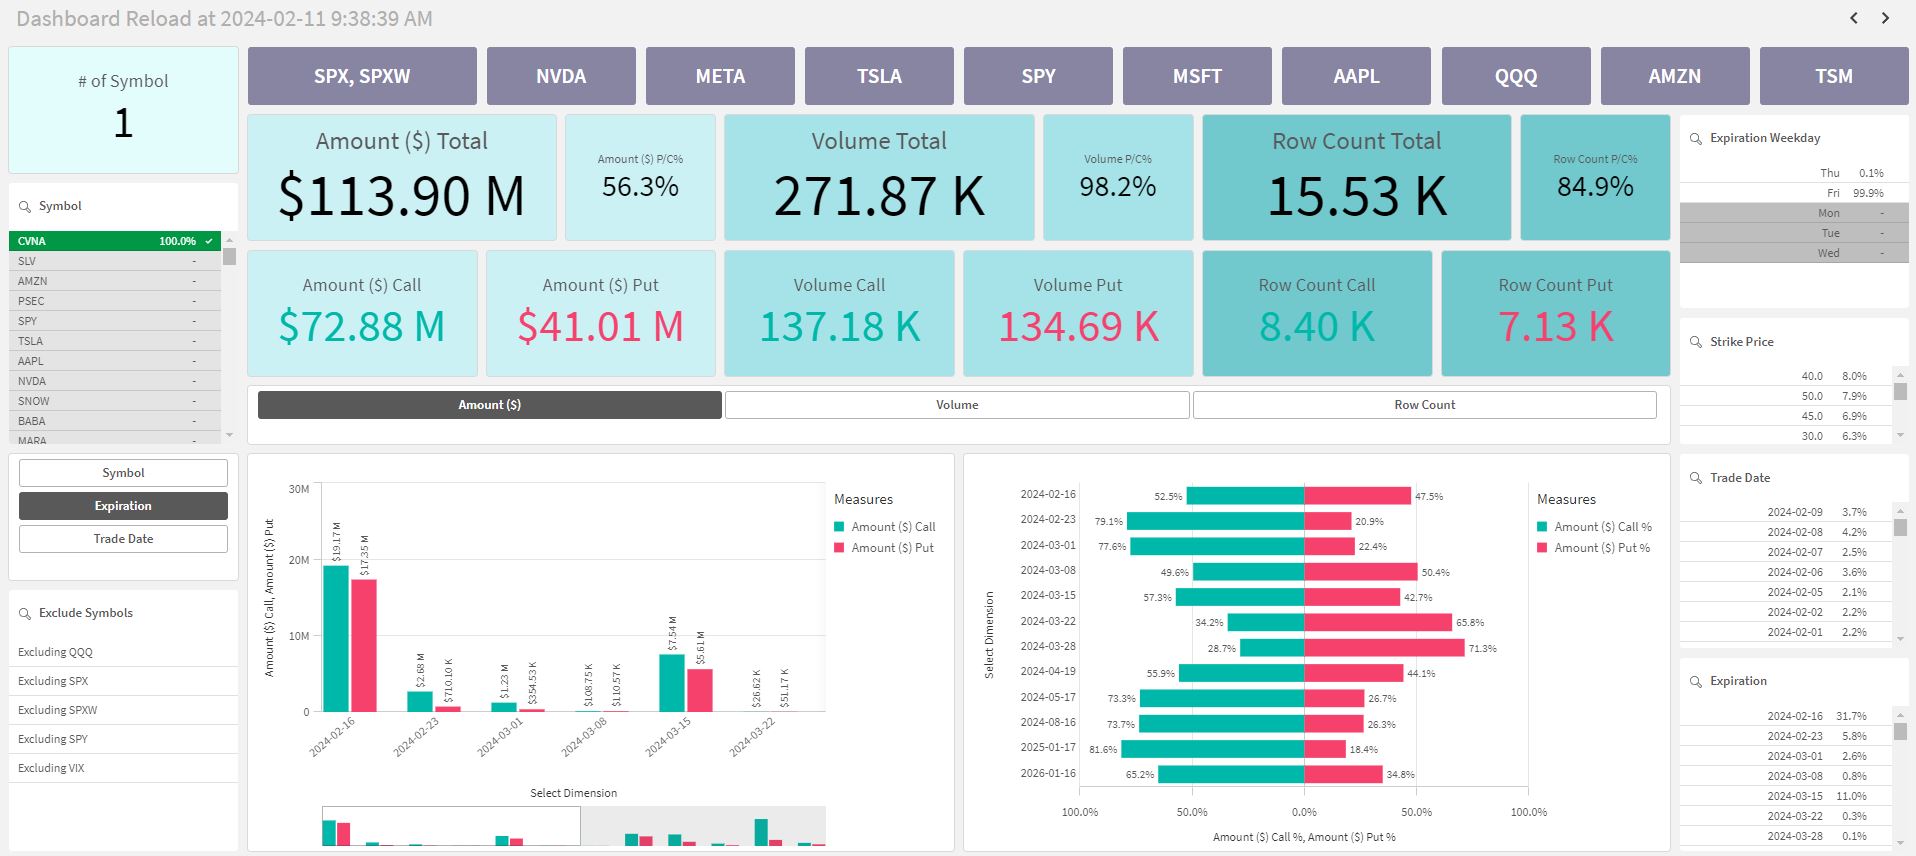 Dashboard Reload at 2024-02-11 9:38:39 AM
# of Symbol
1
SPX, SPXW
NVDA
META
TSLA
SPY
MSFT
AAPL
QQQ
AMZN
TSM
Amount ($) Total
$113.90 M
Amount ($) P/C%
56.3%
Volume Total
271.87 K
Volume P/C%
98.2%
Row Count Total
15.53 K
Row Count P/C%
84.9%
Amount ($) Call
$72.88 M
Amount ($) Put
$41.01 M
Volume Call
137.18 K
Volume Put
134.69 K
Row Count Call
8.40 K
Row Count Put
7.13 K
Symbol
CVNA 100.0%
SLV -
AMZN -
PSEC -
SPY -
TSLA -
AAPL -
NVDA -
SNOW -
BABA -
MARA -
Amount ($)
Volume
Row Count
Symbol
Expiration
Trade Date
Exclude Symbols
Excluding QQQ
Excluding SPX
Excluding SPXW
Excluding SPY
Excluding VIX
Amount ($) Call, Amount ($) Put
30M
20M
10M
0
$19.17 M
$17.35 M
$2.68 M
$710.10 K
$1.23 M
$354.53 K
$108.75 K
$110.57 K
$7.54 M
$5.61 M
$26.62 K
$51.17 K
2024-02-16
2024-02-23
2024-03-01
2024-03-08
2024-03-15
2024-03-22
Select Dimension
Measures
Amount ($) Call
Amount ($) Put
Select Dimension
2024-02-16 52.5% 47.5%
2024-02-23 79.1% 20.9%
2024-03-01 77.6% 22.4%
2024-03-08 49.6% 50.4%
2024-03-15 57.3% 42.7%
2024-03-22 34.2% 65.8%
2024-03-28 28.7% 71.3%
2024-04-19 55.9% 44.1%
2024-05-17 73.3% 26.7%
2024-08-16 73.7% 26.3%
2025-01-17 81.6% 18.4%
2026-01-16 65.2% 34.8%
100.0% 50.0% 0.0% 50.0% 100.0%
Amount ($) Call %, Amount ($) Put %
Measures
Amount ($) Call %
Amount ($) Put %
Expiration Weekday
Thu 0.1%
Fri 99.9%
Mon -
Tue -
Wed -
Strike Price
40.0 8.0%
50.0 7.9%
45.0 6.9%
30.0 6.3%
Trade Date
2024-02-09 3.7%
2024-02-08 4.2%
2024-02-07 2.5%
2024-02-06 3.6%
2024-02-05 2.1%
2024-02-02 2.2%
2024-02-01 2.2%
Expiration
2024-02-16 31.7%
2024-02-23 5.8%
2024-03-01 2.6%
2024-03-08 0.8%
2024-03-15 11.0%
2024-03-22 0.3%
2024-03-28 0.1%